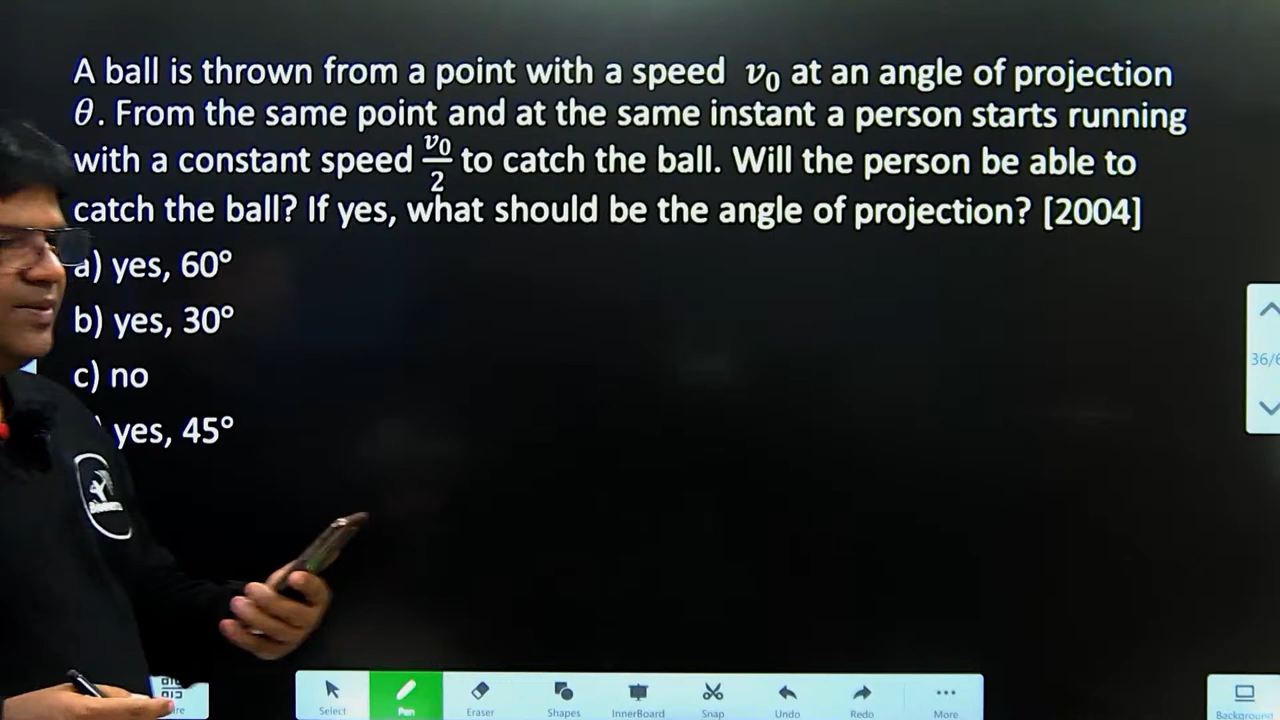 A ball is thrown from a point with a speed v₀ at an angle of projection
θ. From the same point and at the same instant a person starts running
with a constant speed v₀/2 to catch the ball. Will the person be able to
catch the ball? If yes, what should be the angle of projection? [2004]
a) yes, 60°
b) yes, 30°
c) no
yes, 45°
36/6
Select Pen Eraser Shapes InnerBoard Snap Undo Redo More
Background